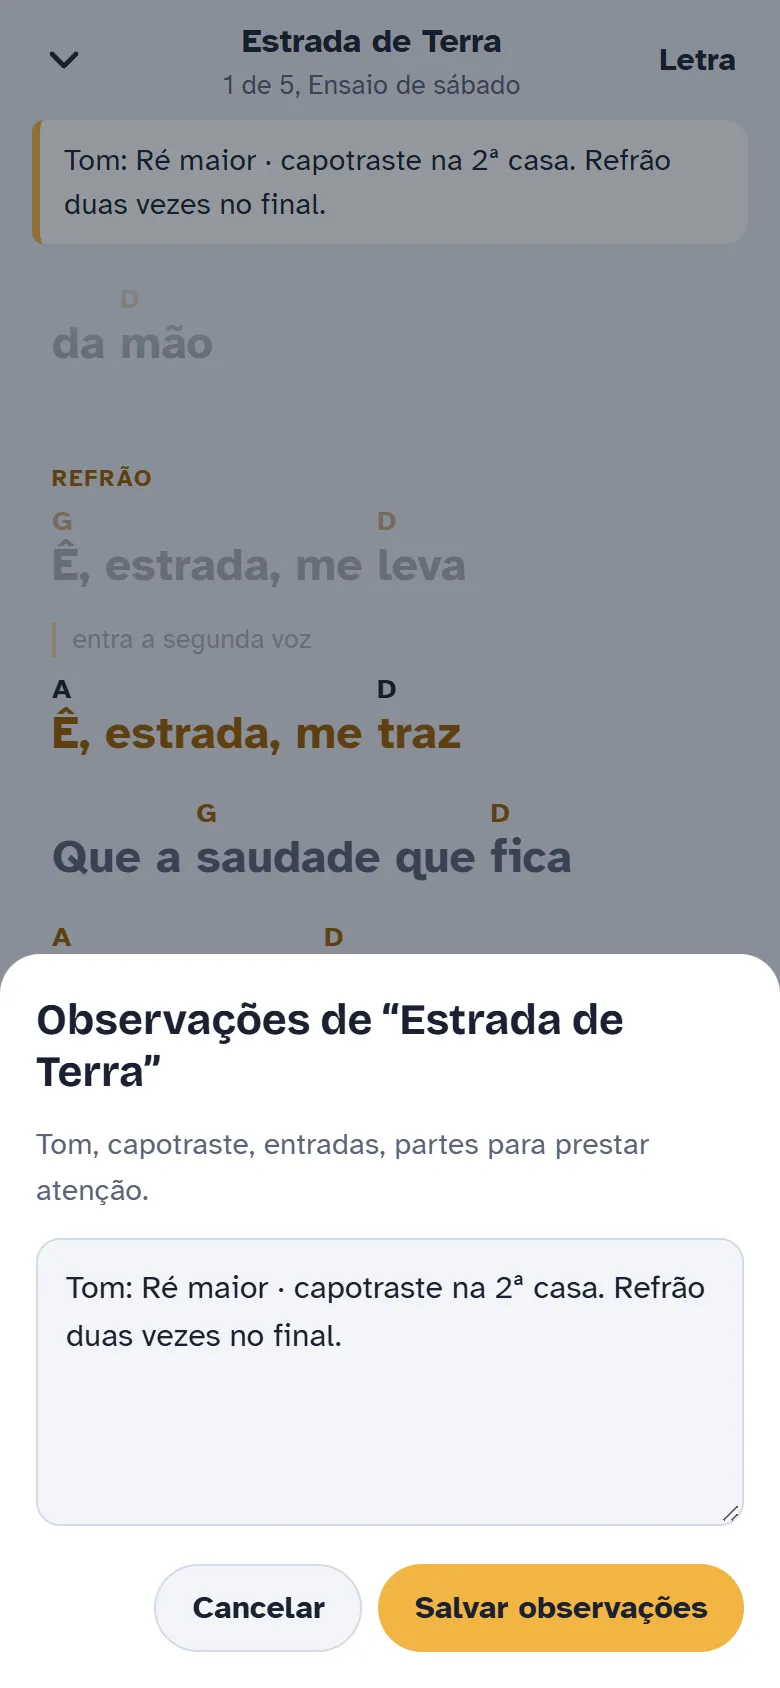 Estrada de Terra
1 de 5, Ensaio de sábado
Letra
Tom: Ré maior · capotraste na 2ª casa. Refrão
duas vezes no final.
D
da mão
REFRÃO
G D
Ê, estrada, me leva
entra a segunda voz
A D
Ê, estrada, me traz
G D
Que a saudade que fica
A D
Observações de “Estrada de
Terra”
Tom, capotraste, entradas, partes para prestar
atenção.
Tom: Ré maior · capotraste na 2ª casa. Refrão
duas vezes no final.
Cancelar
Salvar observações